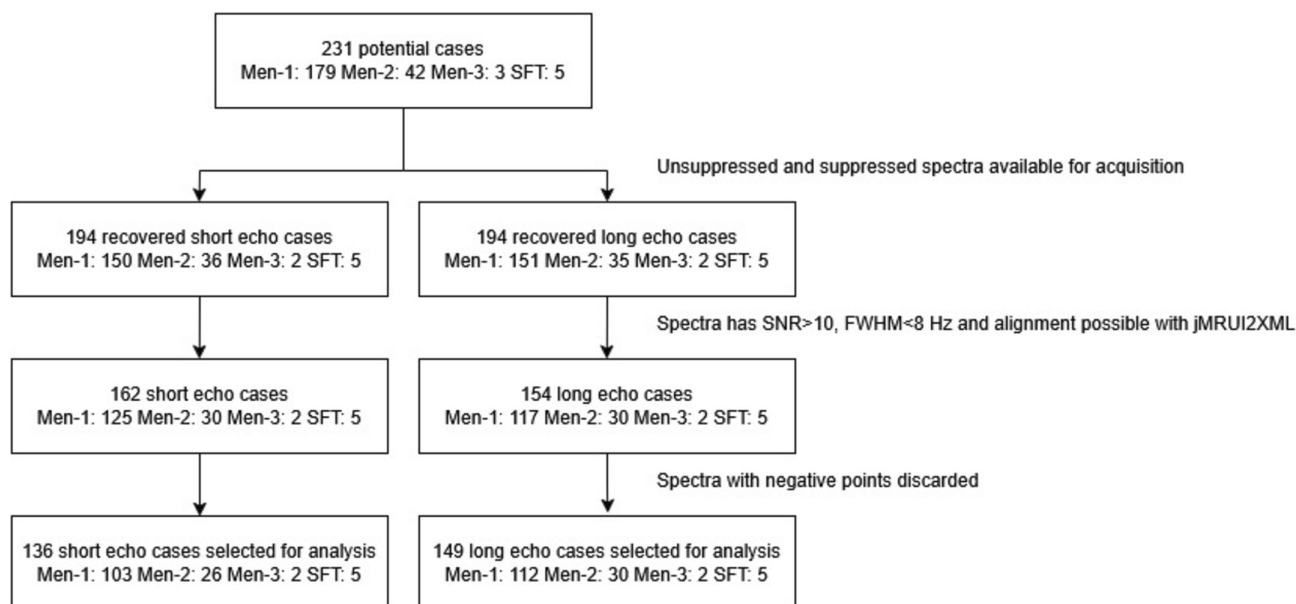 231 potential cases
Men-1: 179 Men-2: 42 Men-3: 3 SFT: 5
Unsuppressed and suppressed spectra available for acquisition
194 recovered short echo cases
Men-1: 150 Men-2: 36 Men-3: 2 SFT: 5
194 recovered long echo cases
Men-1: 151 Men-2: 35 Men-3: 2 SFT: 5
Spectra has SNR>10, FWHM<8 Hz and alignment possible with jMRUI2XML
162 short echo cases
Men-1: 125 Men-2: 30 Men-3: 2 SFT: 5
154 long echo cases
Men-1: 117 Men-2: 30 Men-3: 2 SFT: 5
Spectra with negative points discarded
136 short echo cases selected for analysis
Men-1: 103 Men-2: 26 Men-3: 2 SFT: 5
149 long echo cases selected for analysis
Men-1: 112 Men-2: 30 Men-3: 2 SFT: 5